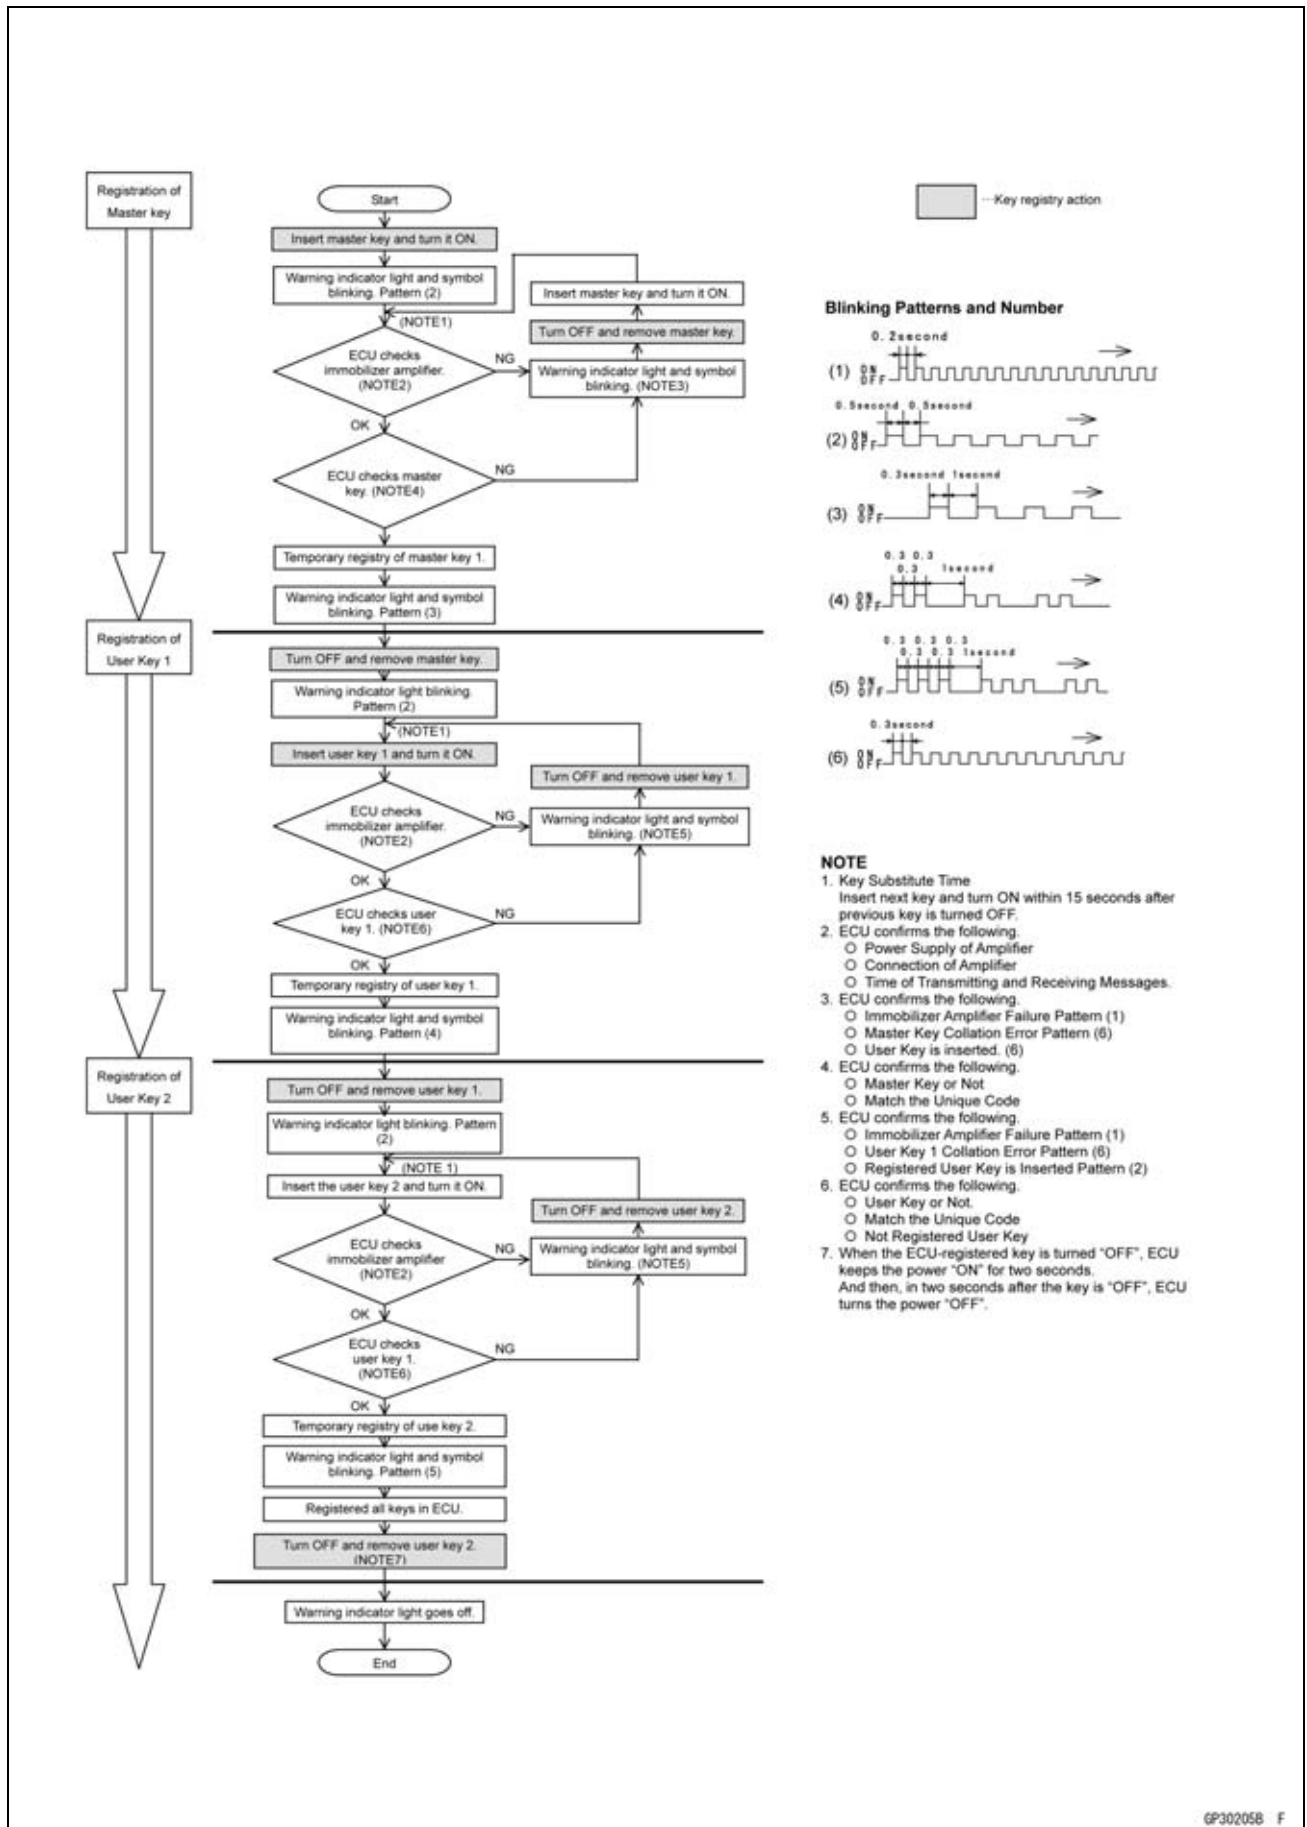 Registration of
Master key
Start
Insert master key and turn it ON.
Warning indicator light and symbol
blinking. Pattern (2)
(NOTE1)
ECU checks
immobilizer amplifier.
(NOTE2)
NG
Insert master key and turn it ON.
Turn OFF and remove master key.
Warning indicator light and symbol
blinking. (NOTE3)
OK
ECU checks master
key. (NOTE4)
NG
Temporary registry of master key 1.
Warning indicator light and symbol
blinking. Pattern (3)
Registration of
User Key 1
Turn OFF and remove master key.
Warning indicator light blinking.
Pattern (2)
(NOTE1)
Insert user key 1 and turn it ON.
ECU checks
immobilizer amplifier.
(NOTE2)
NG
Turn OFF and remove user key 1.
Warning indicator light and symbol
blinking. (NOTE5)
OK
ECU checks user
key 1. (NOTE6)
NG
OK
Temporary registry of user key 1.
Warning indicator light and symbol
blinking. Pattern (4)
Registration of
User Key 2
Turn OFF and remove user key 1.
Warning indicator light blinking. Pattern
(2)
(NOTE 1)
Insert the user key 2 and turn it ON.
ECU checks
immobilizer amplifier
(NOTE2)
NG
Turn OFF and remove user key 2.
Warning indicator light and symbol
blinking. (NOTE5)
OK
ECU checks
user key 1.
(NOTE6)
NG
OK
Temporary registry of use key 2.
Warning indicator light and symbol
blinking. Pattern (5)
Registered all keys in ECU.
Turn OFF and remove user key 2.
(NOTE7)
Warning indicator light goes off.
End
···Key registry action
Blinking Patterns and Number
0.2second
(1) ON
OFF
0.5second 0.5second
(2) ON
OFF
0.3second 1second
(3) ON
OFF
0.3 0.3
0.3 1second
(4) ON
OFF
0.3 0.3 0.3
0.3 0.3 1second
(5) ON
OFF
0.3second
(6) ON
OFF
NOTE
1. Key Substitute Time
Insert next key and turn ON within 15 seconds after
previous key is turned OFF.
2. ECU confirms the following.
O Power Supply of Amplifier
O Connection of Amplifier
O Time of Transmitting and Receiving Messages.
3. ECU confirms the following.
O Immobilizer Amplifier Failure Pattern (1)
O Master Key Collation Error Pattern (6)
O User Key is inserted. (6)
4. ECU confirms the following.
O Master Key or Not
O Match the Unique Code
5. ECU confirms the following.
O Immobilizer Amplifier Failure Pattern (1)
O User Key 1 Collation Error Pattern (6)
O Registered User Key is Inserted Pattern (2)
6. ECU confirms the following.
O User Key or Not.
O Match the Unique Code
O Not Registered User Key
7. When the ECU-registered key is turned “OFF”, ECU
keeps the power “ON” for two seconds.
And then, in two seconds after the key is “OFF”, ECU
turns the power “OFF”.
GP30205B F